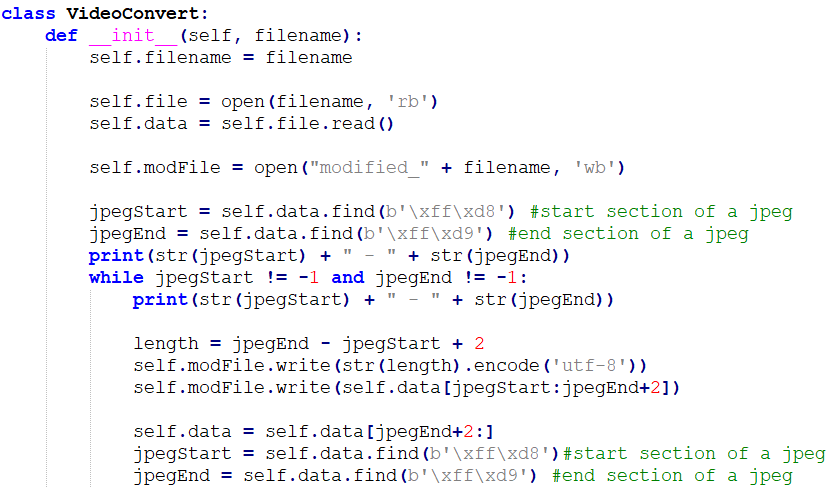 class VideoConvert:
    def __init__(self, filename):
        self.filename = filename

        self.file = open(filename, 'rb')
        self.data = self.file.read()

        self.modFile = open("modified_" + filename, 'wb')

        jpegStart = self.data.find(b'\xff\xd8') #start section of a jpeg
        jpegEnd = self.data.find(b'\xff\xd9') #end section of a jpeg
        print(str(jpegStart) + " - " + str(jpegEnd))
        while jpegStart != -1 and jpegEnd != -1:
            print(str(jpegStart) + " - " + str(jpegEnd))

            length = jpegEnd - jpegStart + 2
            self.modFile.write(str(length).encode('utf-8'))
            self.modFile.write(self.data[jpegStart:jpegEnd+2])

            self.data = self.data[jpegEnd+2:]
            jpegStart = self.data.find(b'\xff\xd8')#start section of a jpeg
            jpegEnd = self.data.find(b'\xff\xd9') #end section of a jpeg